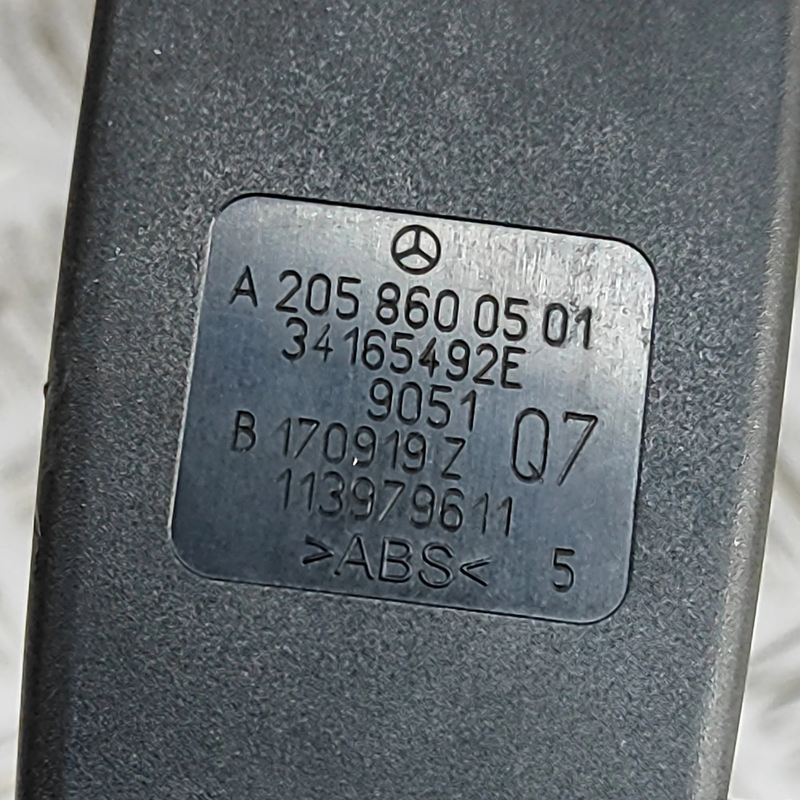 A 205 860 05 01
34165492E
9051
B 170919 Z Q7
113979611
>ABS< 5